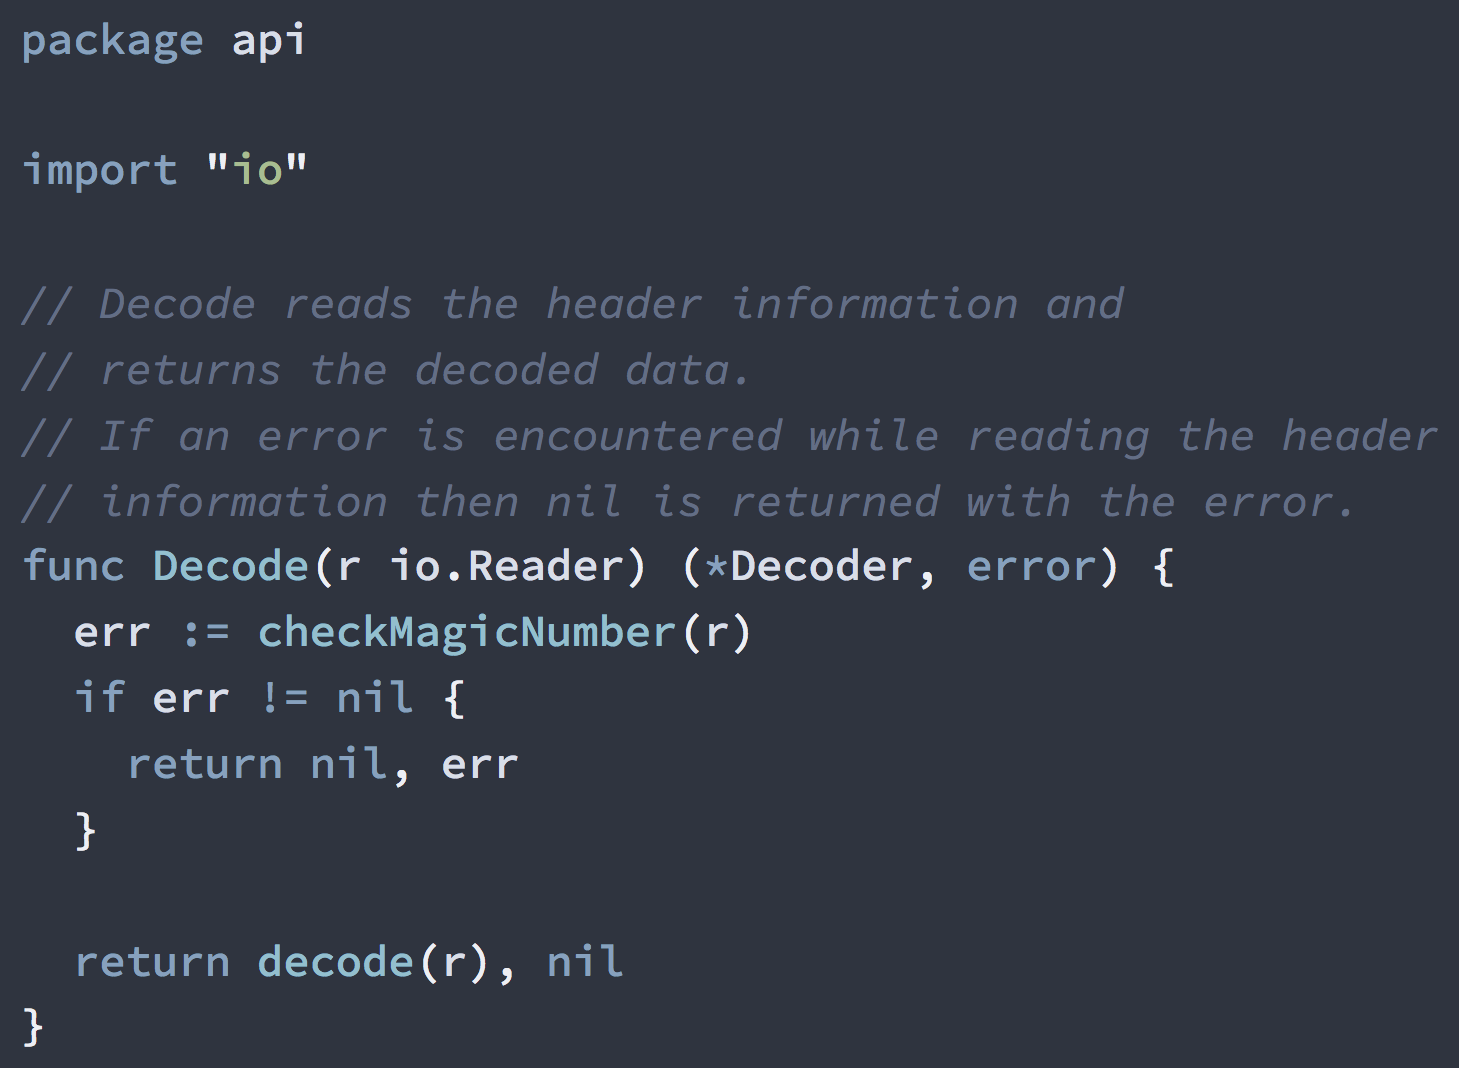 package api
import "io"
// Decode reads the header information and
// returns the decoded data.
// If an error is encountered while reading the header
// information then nil is returned with the error.
func Decode(r io.Reader) (*Decoder, error) {
  err := checkMagicNumber(r)
  if err != nil {
    return nil, err
  }
  return decode(r), nil
}